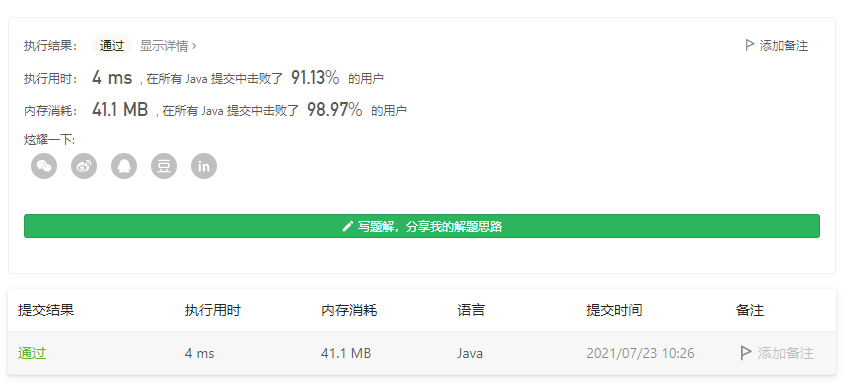 执行结果： 通过 显示详情 › 添加备注
执行用时： 4 ms , 在所有 Java 提交中击败了 91.13% 的用户
内存消耗： 41.1 MB , 在所有 Java 提交中击败了 98.97% 的用户
炫耀一下:
豆 in
写题解，分享我的解题思路
提交结果 执行用时 内存消耗 语言 提交时间 备注
通过 4 ms 41.1 MB Java 2021/07/23 10:26 添加备注